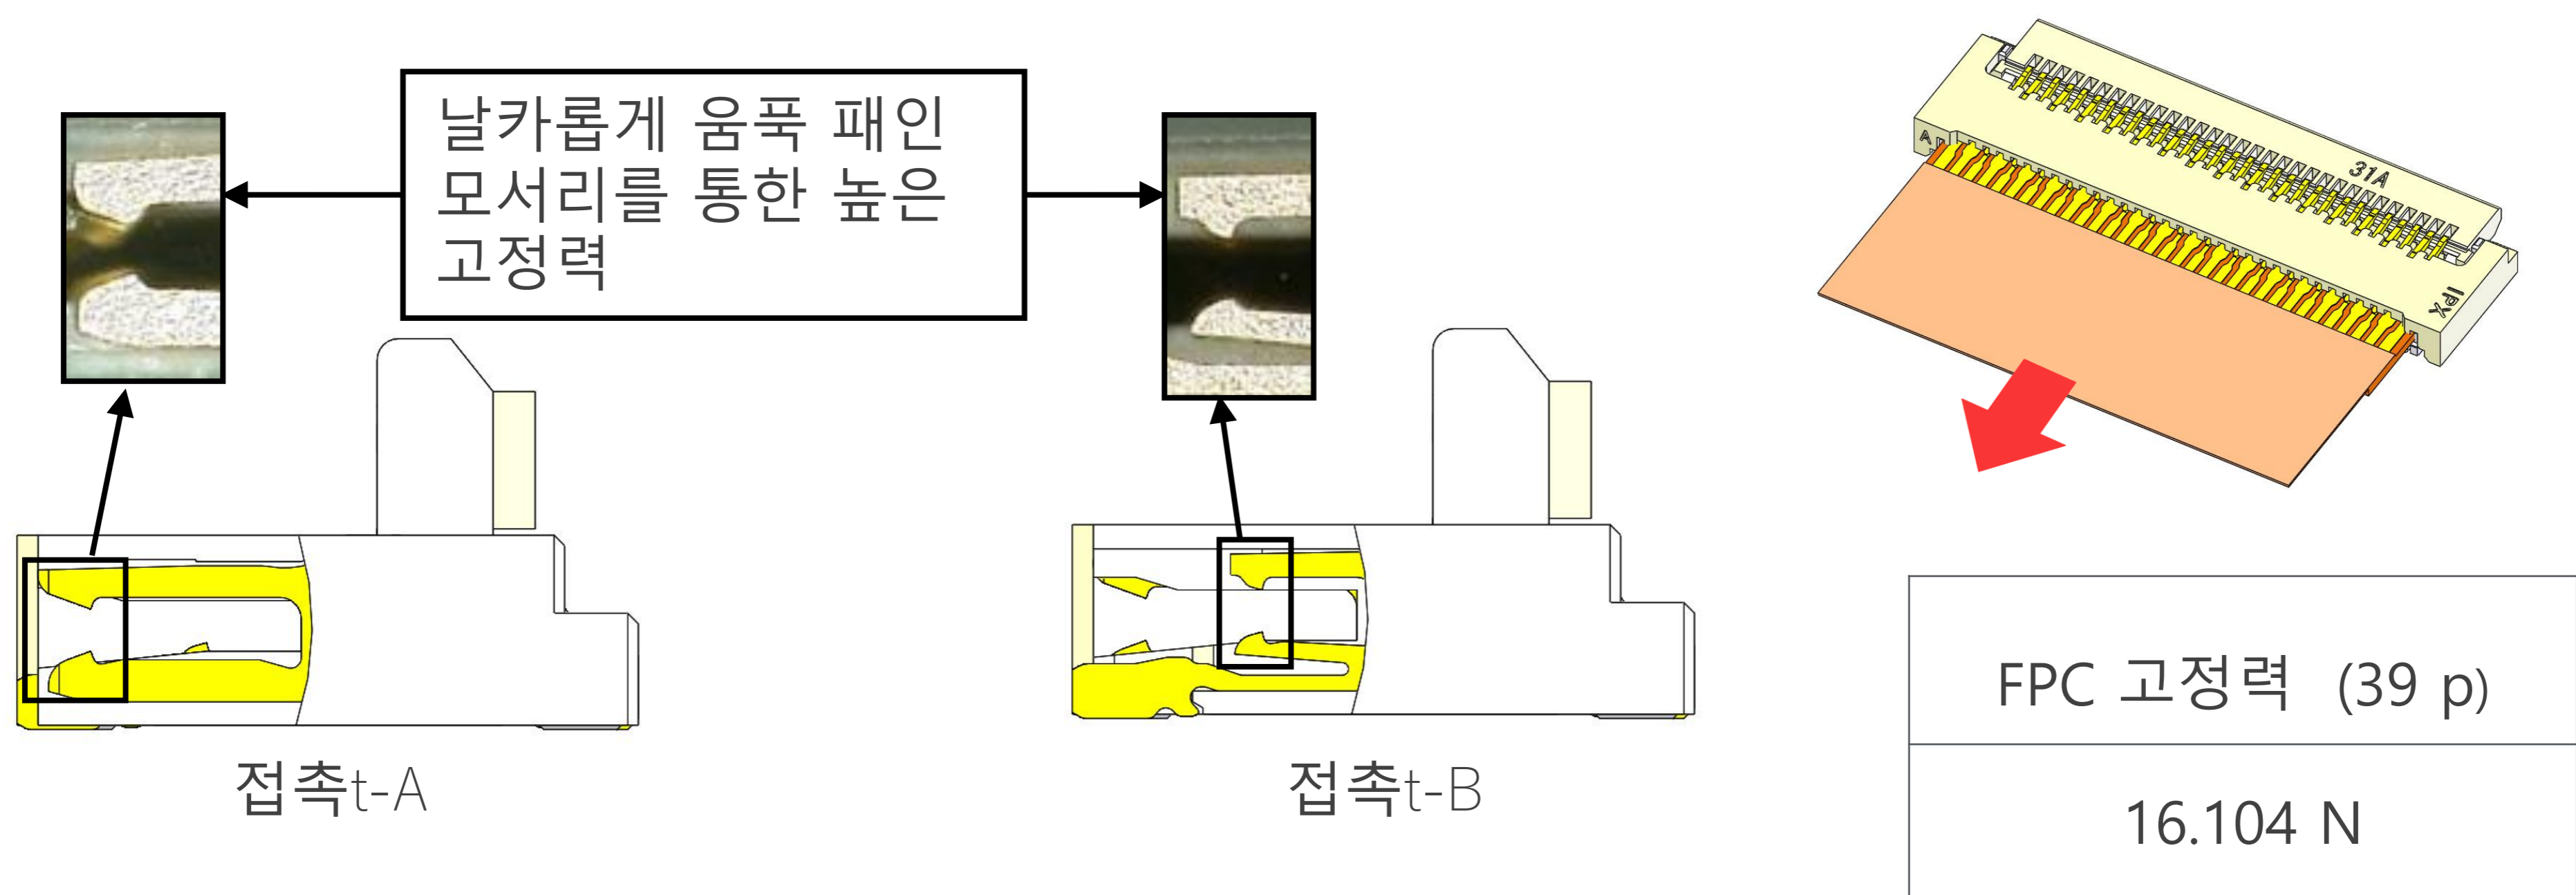 날카롭게 움푹 패인
모서리를 통한 높은
고정력
A
31A
IPX
접촉t-A
접촉t-B
FPC 고정력 (39 p)
16.104 N